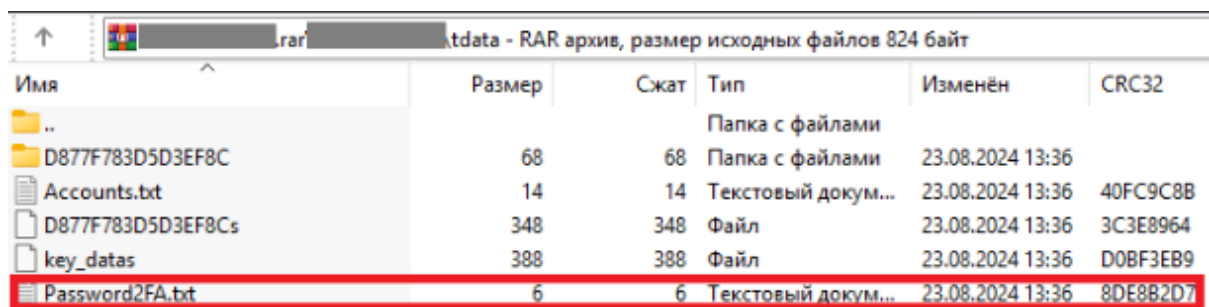 .rar\ \tdata - RAR архив, размер исходных файлов 824 байт
Имя Размер Сжат Тип Изменён CRC32
.. Папка с файлами
D877F783D5D3EF8C 68 68 Папка с файлами 23.08.2024 13:36
Accounts.txt 14 14 Текстовый докум... 23.08.2024 13:36 40FC9C8B
D877F783D5D3EF8Cs 348 348 Файл 23.08.2024 13:36 3C3E8964
key_datas 388 388 Файл 23.08.2024 13:36 D0BF3EB9
Password2FA.txt 6 6 Текстовый докум... 23.08.2024 13:36 8DE8B2D7